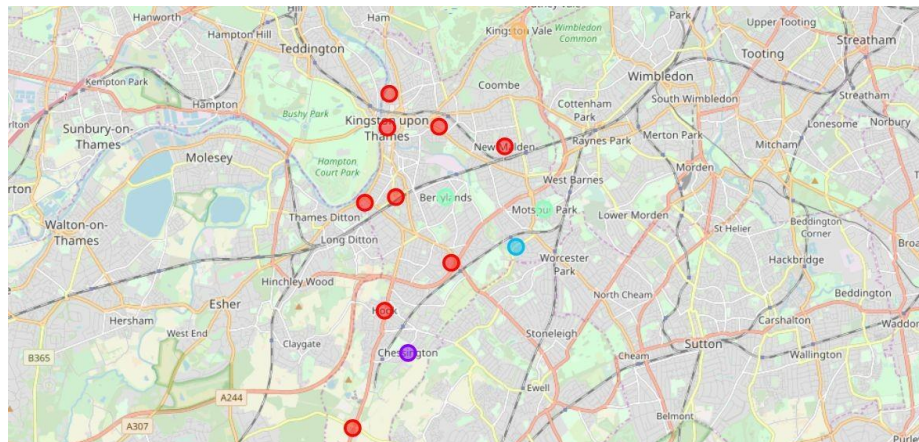 Hanworth
Hill
Ham
Kingston Vale
Wimbledon
Common
Park
Upper Tooting
Hampton Hill
Teddington
Tooting
Streatham
Kempton Park
Coombe
Wimbledon
Hampton
Bushy Park
Cottenham
Park
South Wimbledon
Streatham
Sunbury-on-
Thames
Kingston upon
Thames
Lonesome
Norbury
Molesey
New Malden
Raynes Park
Merton Park
Mitcham
Hampton
Court Park
West Barnes
Morden
Berrylands
Walton-on-
Thames
Thames Ditton
Motspur Park
Lower Morden
Beddington
Corner
St Helier
Long Ditton
Worcester
Park
Hackbridge
Hinchley Wood
Esher
North Cheam
Beddington
Hersham
West End
Hook
Carshalton
Waddon
Claygate
Stoneleigh
Sutton
B365
Chessington
Cheam
Wallington
Ewell
A244
Belmont
A307